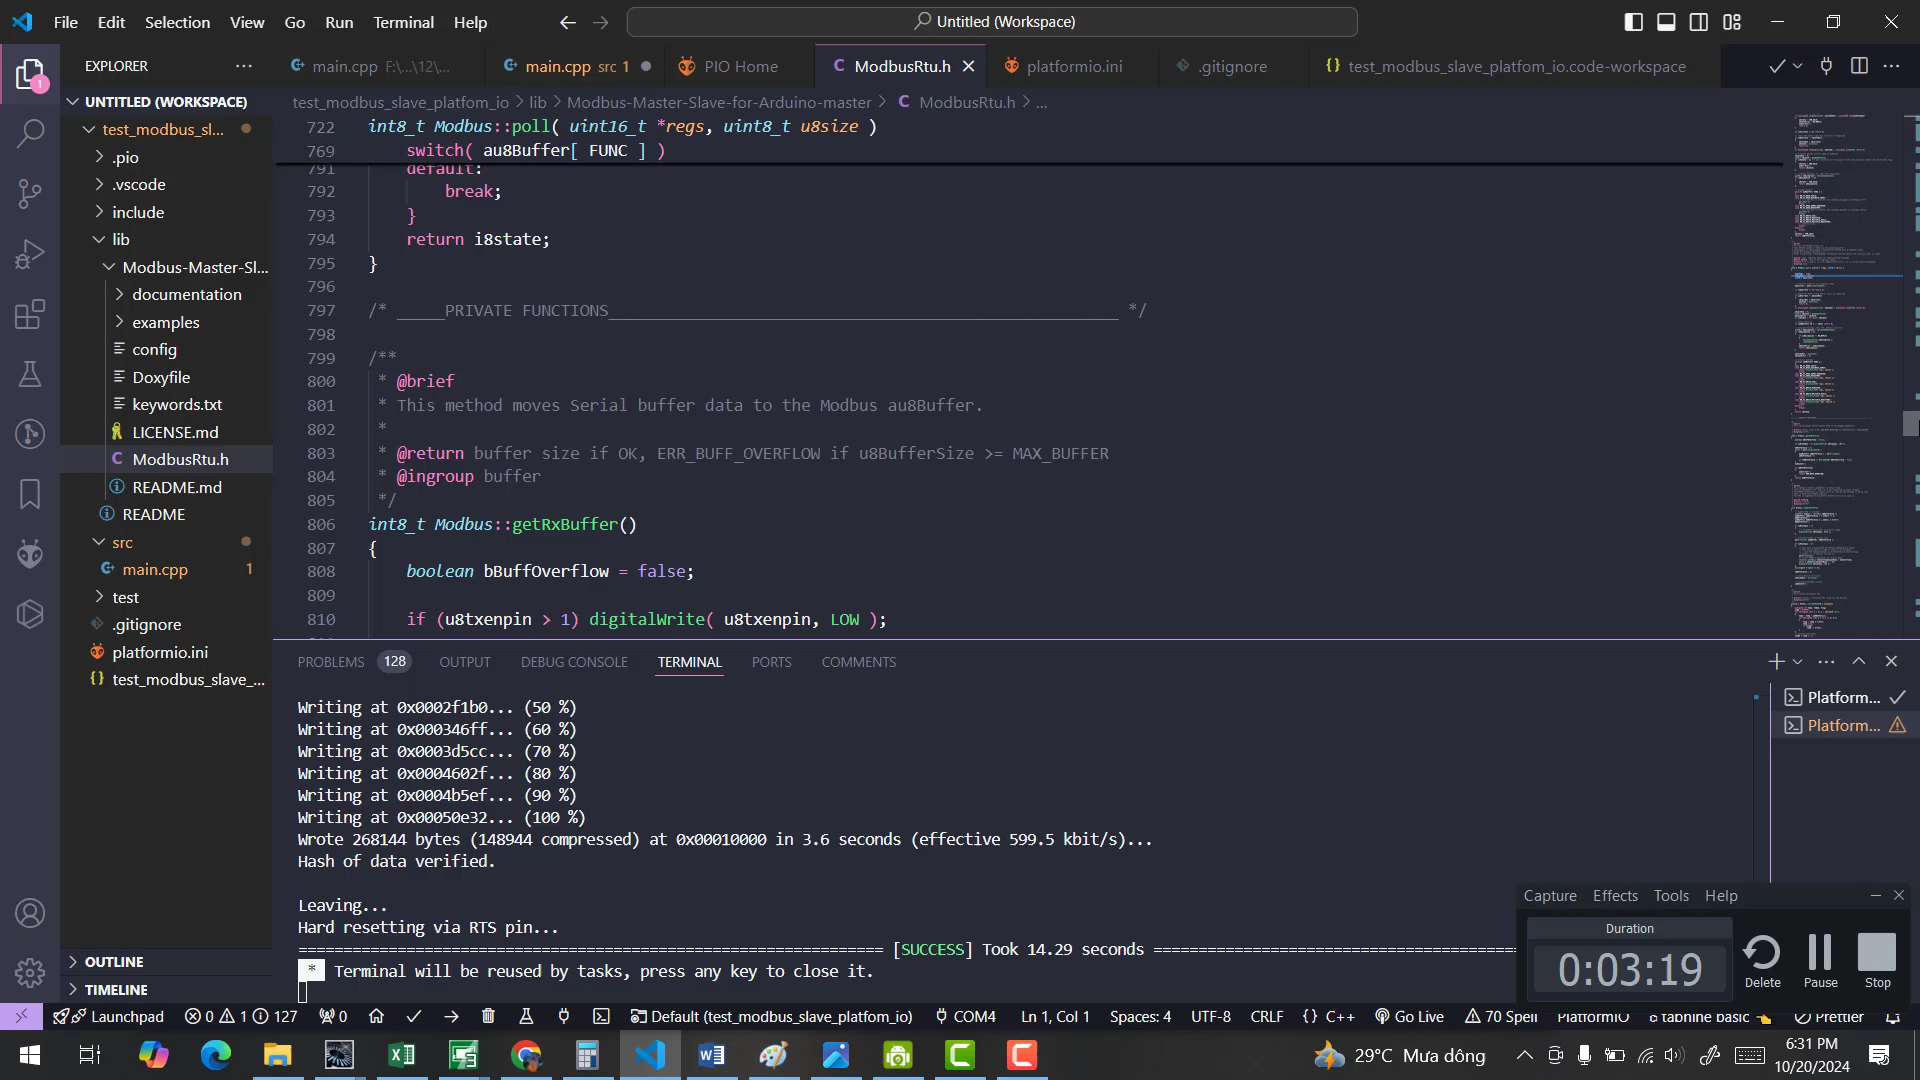 File Edit Selection View Go Run Terminal Help
Untitled (Workspace)
EXPLORER
main.cpp F:\...\12\...
main.cpp src 1
PIO Home
ModbusRtu.h
platformio.ini
.gitignore
test_modbus_slave_platfom_io.code-workspace
1
UNTITLED (WORKSPACE)
test_modbus_sl...
.pio
.vscode
include
lib
Modbus-Master-Sl...
documentation
examples
config
Doxyfile
keywords.txt
LICENSE.md
ModbusRtu.h
README.md
README
src
main.cpp 1
test
.gitignore
platformio.ini
test_modbus_slave_...
OUTLINE
TIMELINE
test_modbus_slave_platfom_io > lib > Modbus-Master-Slave-for-Arduino-master > ModbusRtu.h > ...
722 int8_t Modbus::poll( uint16_t *regs, uint8_t u8size )
769 switch( au8Buffer[ FUNC ] )
791 default:
792 break;
793 }
794 return i8state;
795 }
796
797 /* _____PRIVATE FUNCTIONS_____________________________________________________ */
798
799 /**
800 * @brief
801 * This method moves Serial buffer data to the Modbus au8Buffer.
802 *
803 * @return buffer size if OK, ERR_BUFF_OVERFLOW if u8BufferSize >= MAX_BUFFER
804 * @ingroup buffer
805 */
806 int8_t Modbus::getRxBuffer()
807 {
808 boolean bBuffOverflow = false;
809
810 if (u8txenpin > 1) digitalWrite( u8txenpin, LOW );
PROBLEMS 128 OUTPUT DEBUG CONSOLE TERMINAL PORTS COMMENTS
Writing at 0x0002f1b0... (50 %)
Writing at 0x000346ff... (60 %)
Writing at 0x0003d5cc... (70 %)
Writing at 0x0004602f... (80 %)
Writing at 0x0004b5ef... (90 %)
Writing at 0x00050e32... (100 %)
Wrote 268144 bytes (148944 compressed) at 0x00010000 in 3.6 seconds (effective 599.5 kbit/s)...
Hash of data verified.
Leaving...
Hard resetting via RTS pin...
================================================================= [SUCCESS] Took 14.29 seconds =========================================
* Terminal will be reused by tasks, press any key to close it.
Platform...
Platform...
Capture Effects Tools Help
Duration
0:03:19
Delete Pause Stop
Launchpad 0 1 127 0 Default (test_modbus_slave_platfom_io) COM4 Ln 1, Col 1 Spaces: 4 UTF-8 CRLF {} C++ Go Live 70 Spell PlatformIO tabnine basic Prettier
29°C Mưa dông
6:31 PM
10/20/2024